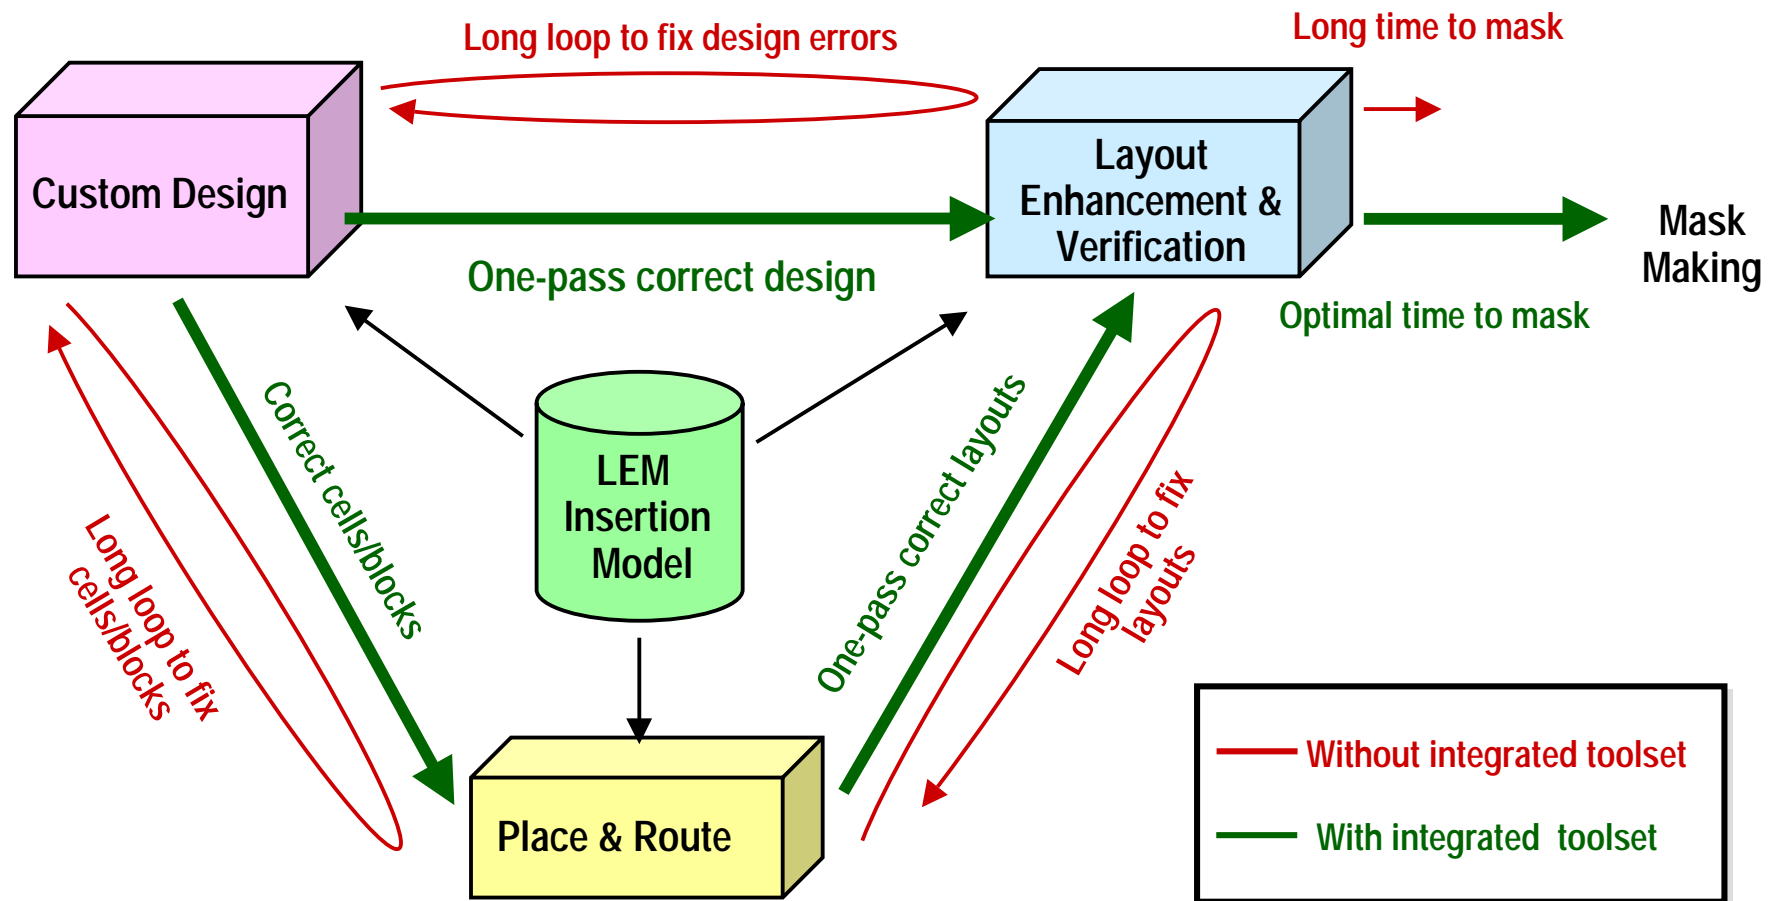 Long loop to fix design errors
Long time to mask
Custom Design
Layout
Enhancement &
Verification
Mask
Making
One-pass correct design
Optimal time to mask
Correct cells/blocks
LEM
Insertion
Model
One-pass correct layouts
Long loop to fix
layouts
Long loop to fix
cells/blocks
Place & Route
Without integrated toolset
With integrated toolset